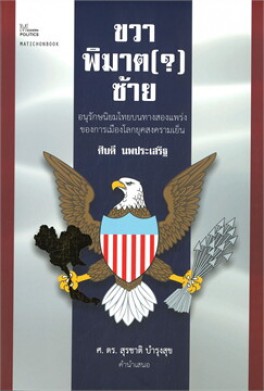 MATICHONBOOK
ขวา
พิฆาต(?)
ซ้าย
อนุรักษนิยมไทยบนทางสองแพร่ง
ของการเมืองโลกยุคสงครามเย็น
ศิบดี นพประเสริฐ
ศ. ดร. สุรชาติ บำรุงสุข
คำนำเสนอ